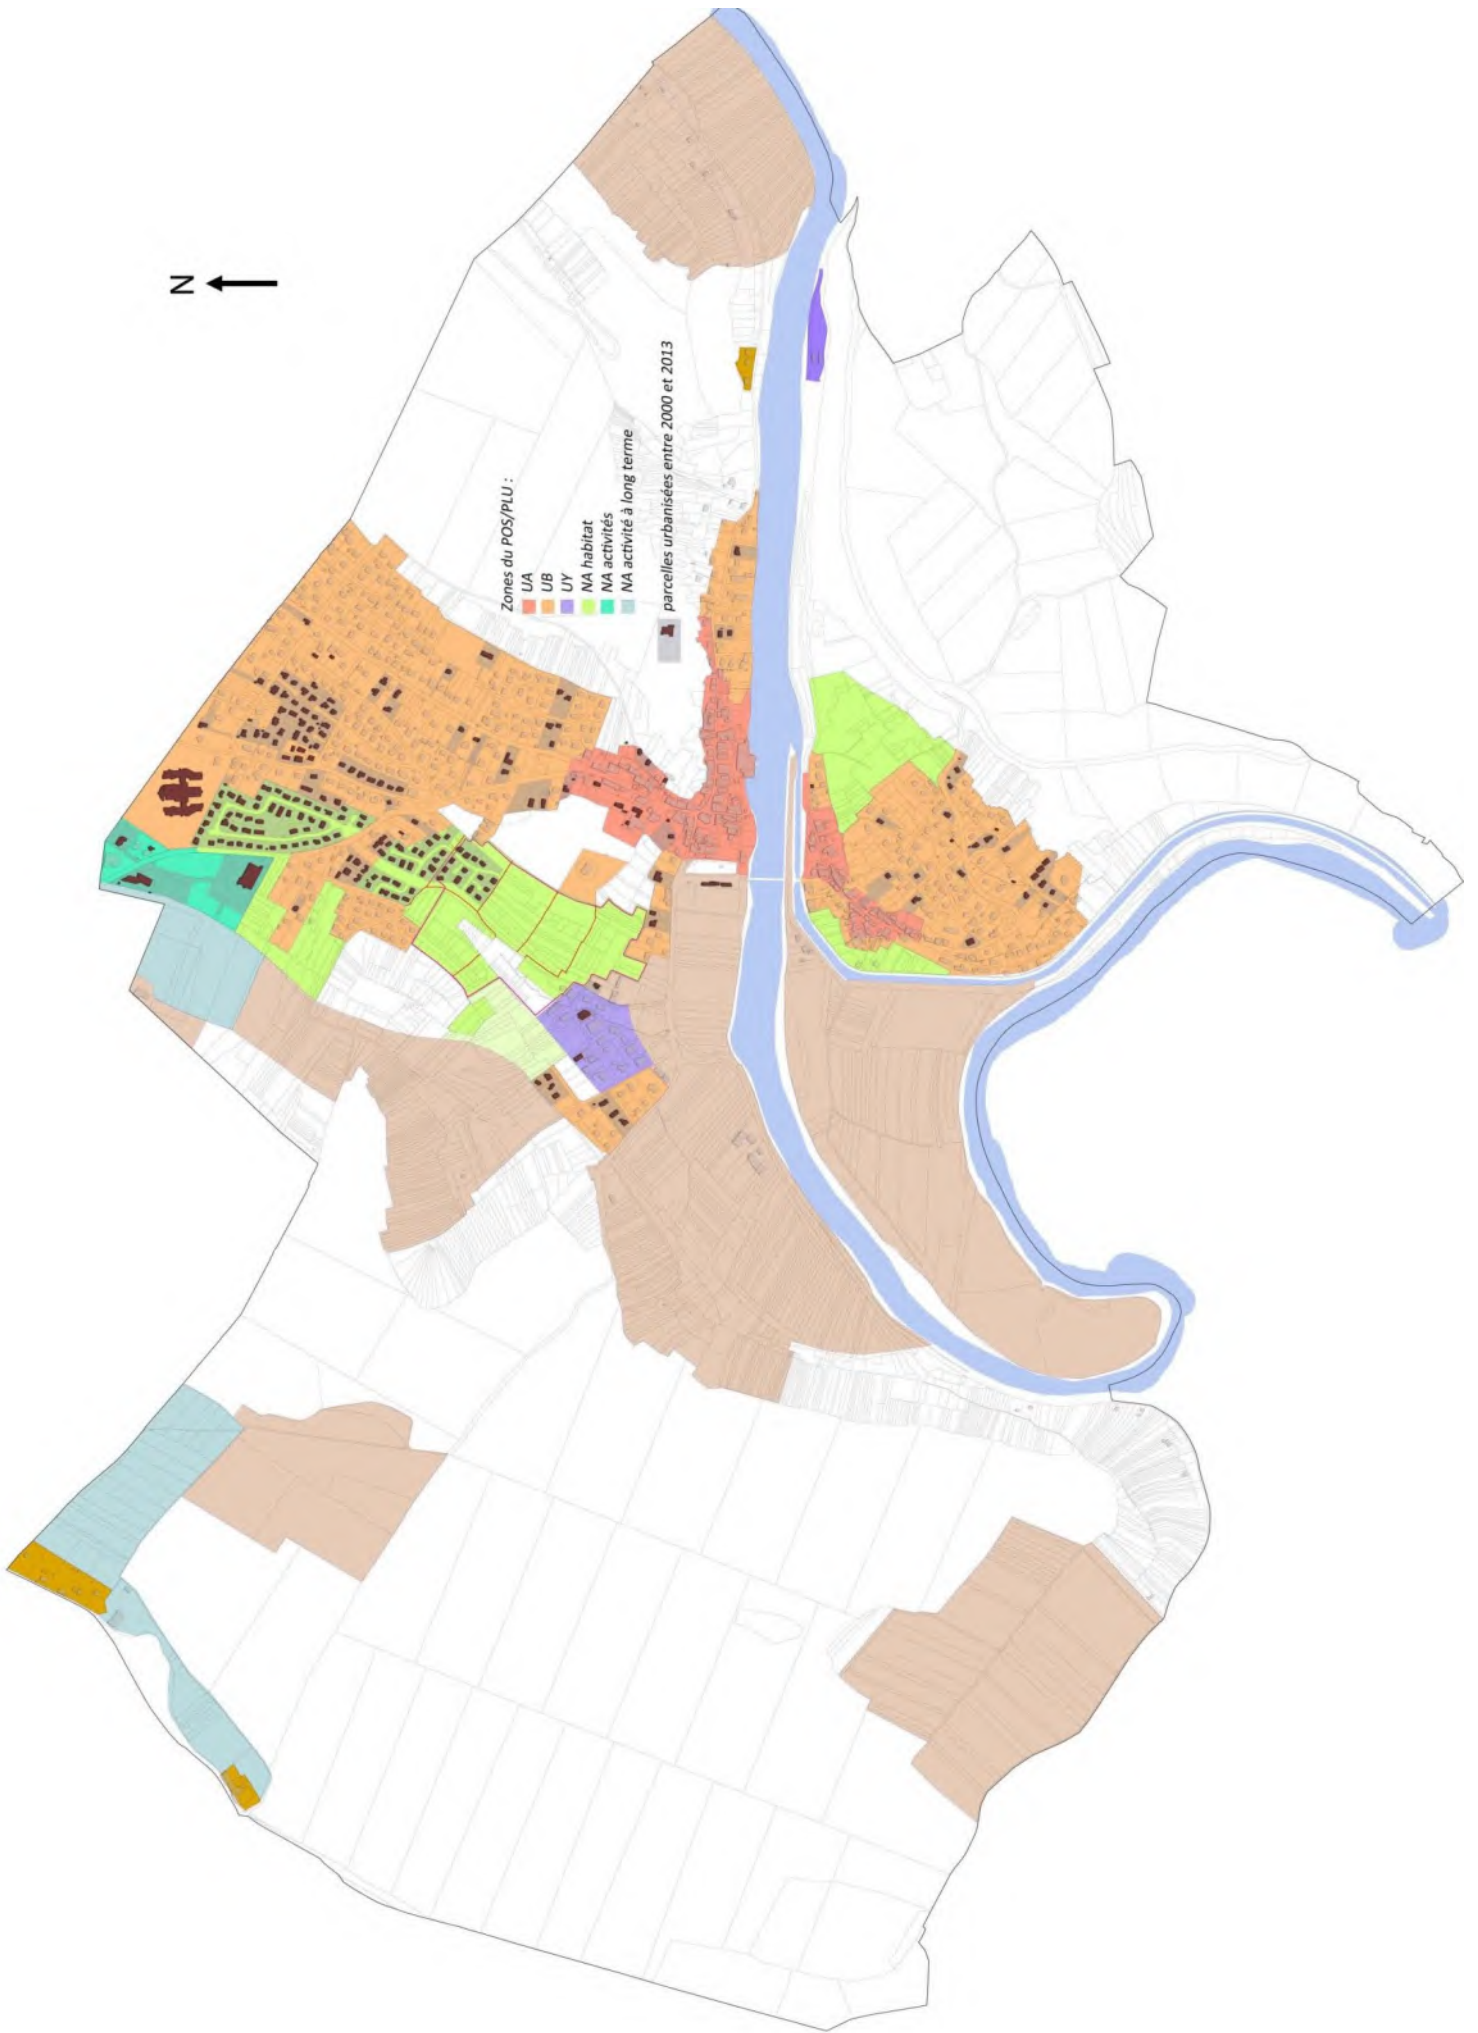 N
Zones du POS/PLU :
UA
UB
UY
NA habitat
NA activités
NA activité à long terme
parcelles urbanisées entre 2000 et 2013